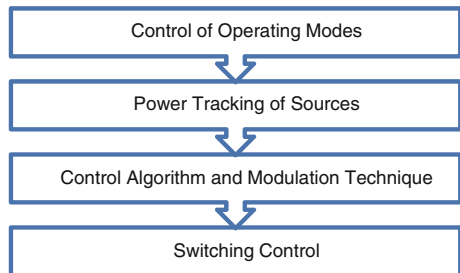 Control of Operating Modes
Power Tracking of Sources
Control Algorithm and Modulation Technique
Switching Control